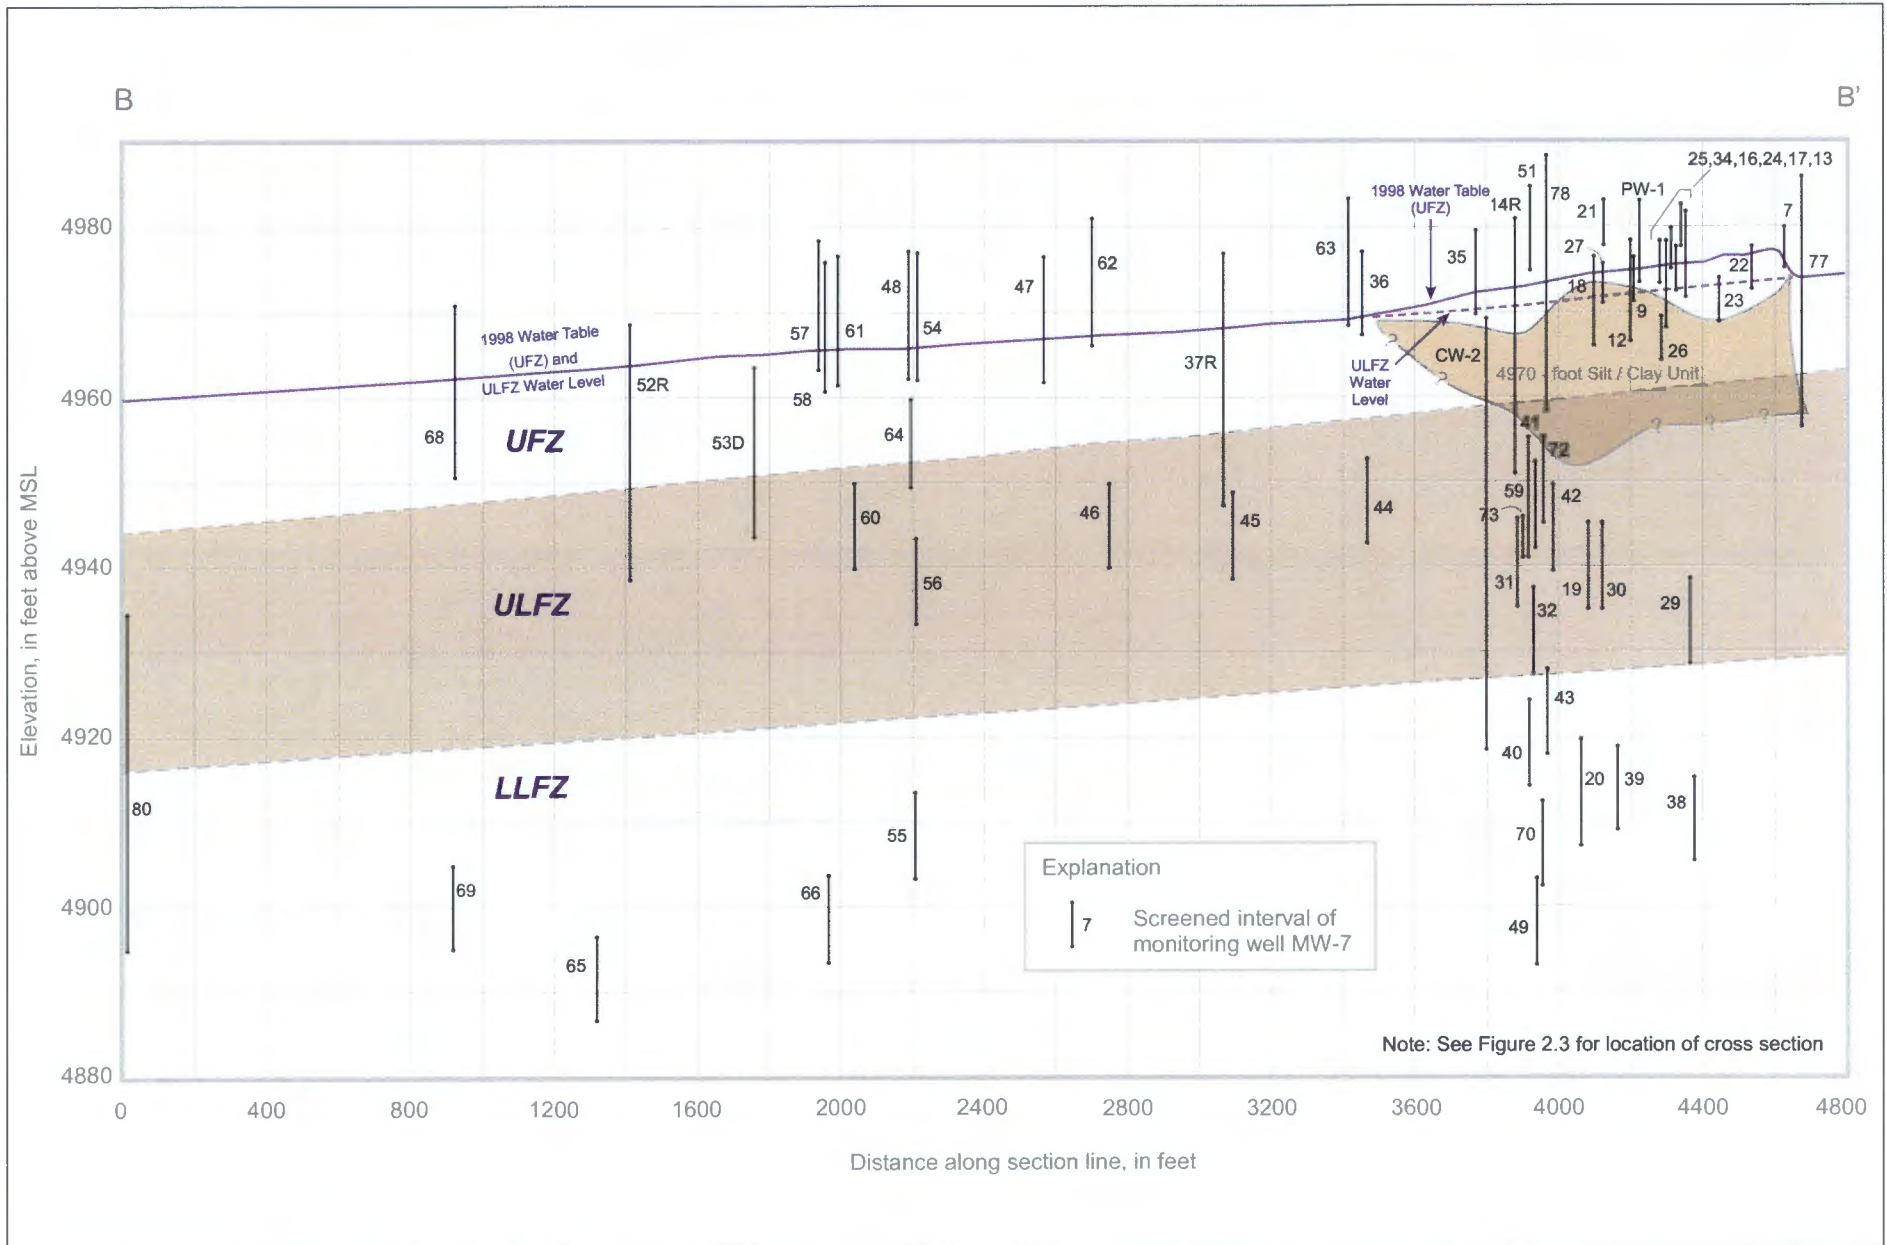 B
B'
25,34,16,24,17,13
51
78
PW-1
1998 Water Table
(UFZ)
14R
21
7
4980
63
35
27
62
36
48
47
22
77
18
23
57
61
54
9
1998 Water Table
(UFZ) and
ULFZ Water Level
12
26
37R
CW-2
ULFZ
Water
Level
4970 - foot Silt / Clay Unit
52R
4960
58
?
?
?
?
?
68
UFZ
53D
64
41
72
59
42
60
46
45
44
73
4940
56
31
32
19
30
29
ULFZ
43
4920
40
LLFZ
20
39
38
80
55
70
Explanation
7
Screened interval of
monitoring well MW-7
69
66
4900
49
65
Note: See Figure 2.3 for location of cross section
4880
0
400
800
1200
1600
2000
2400
2800
3200
3600
4000
4400
4800
Distance along section line, in feet
Elevation, in feet above MSL